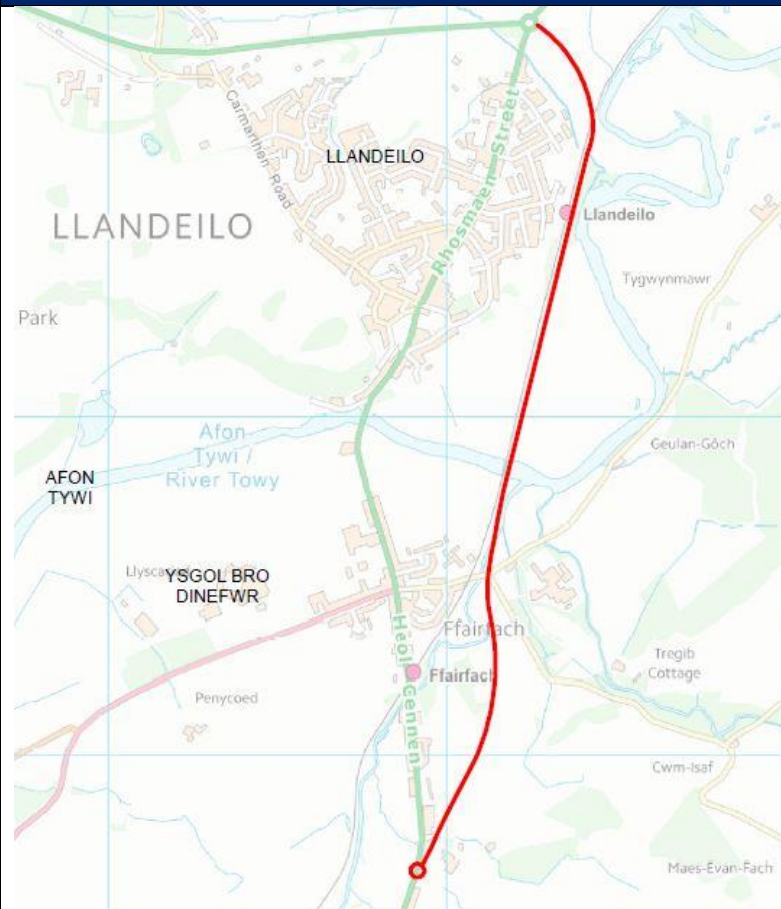 Carmarthen Road
Rhosmaen Street
LLANDEILO
LLANDEILO
Llandeilo
Tygwynmawr
Park
Afon
Tywi /
River Towy
Geulan-Gôch
AFON
TYWI
YSGOL BRO
DINEFWR
Ffairfach
Heol Cennen
Ffairfach
Tregib
Cottage
Penycoed
Cwm-Isaf
Maes-Evan-Fach